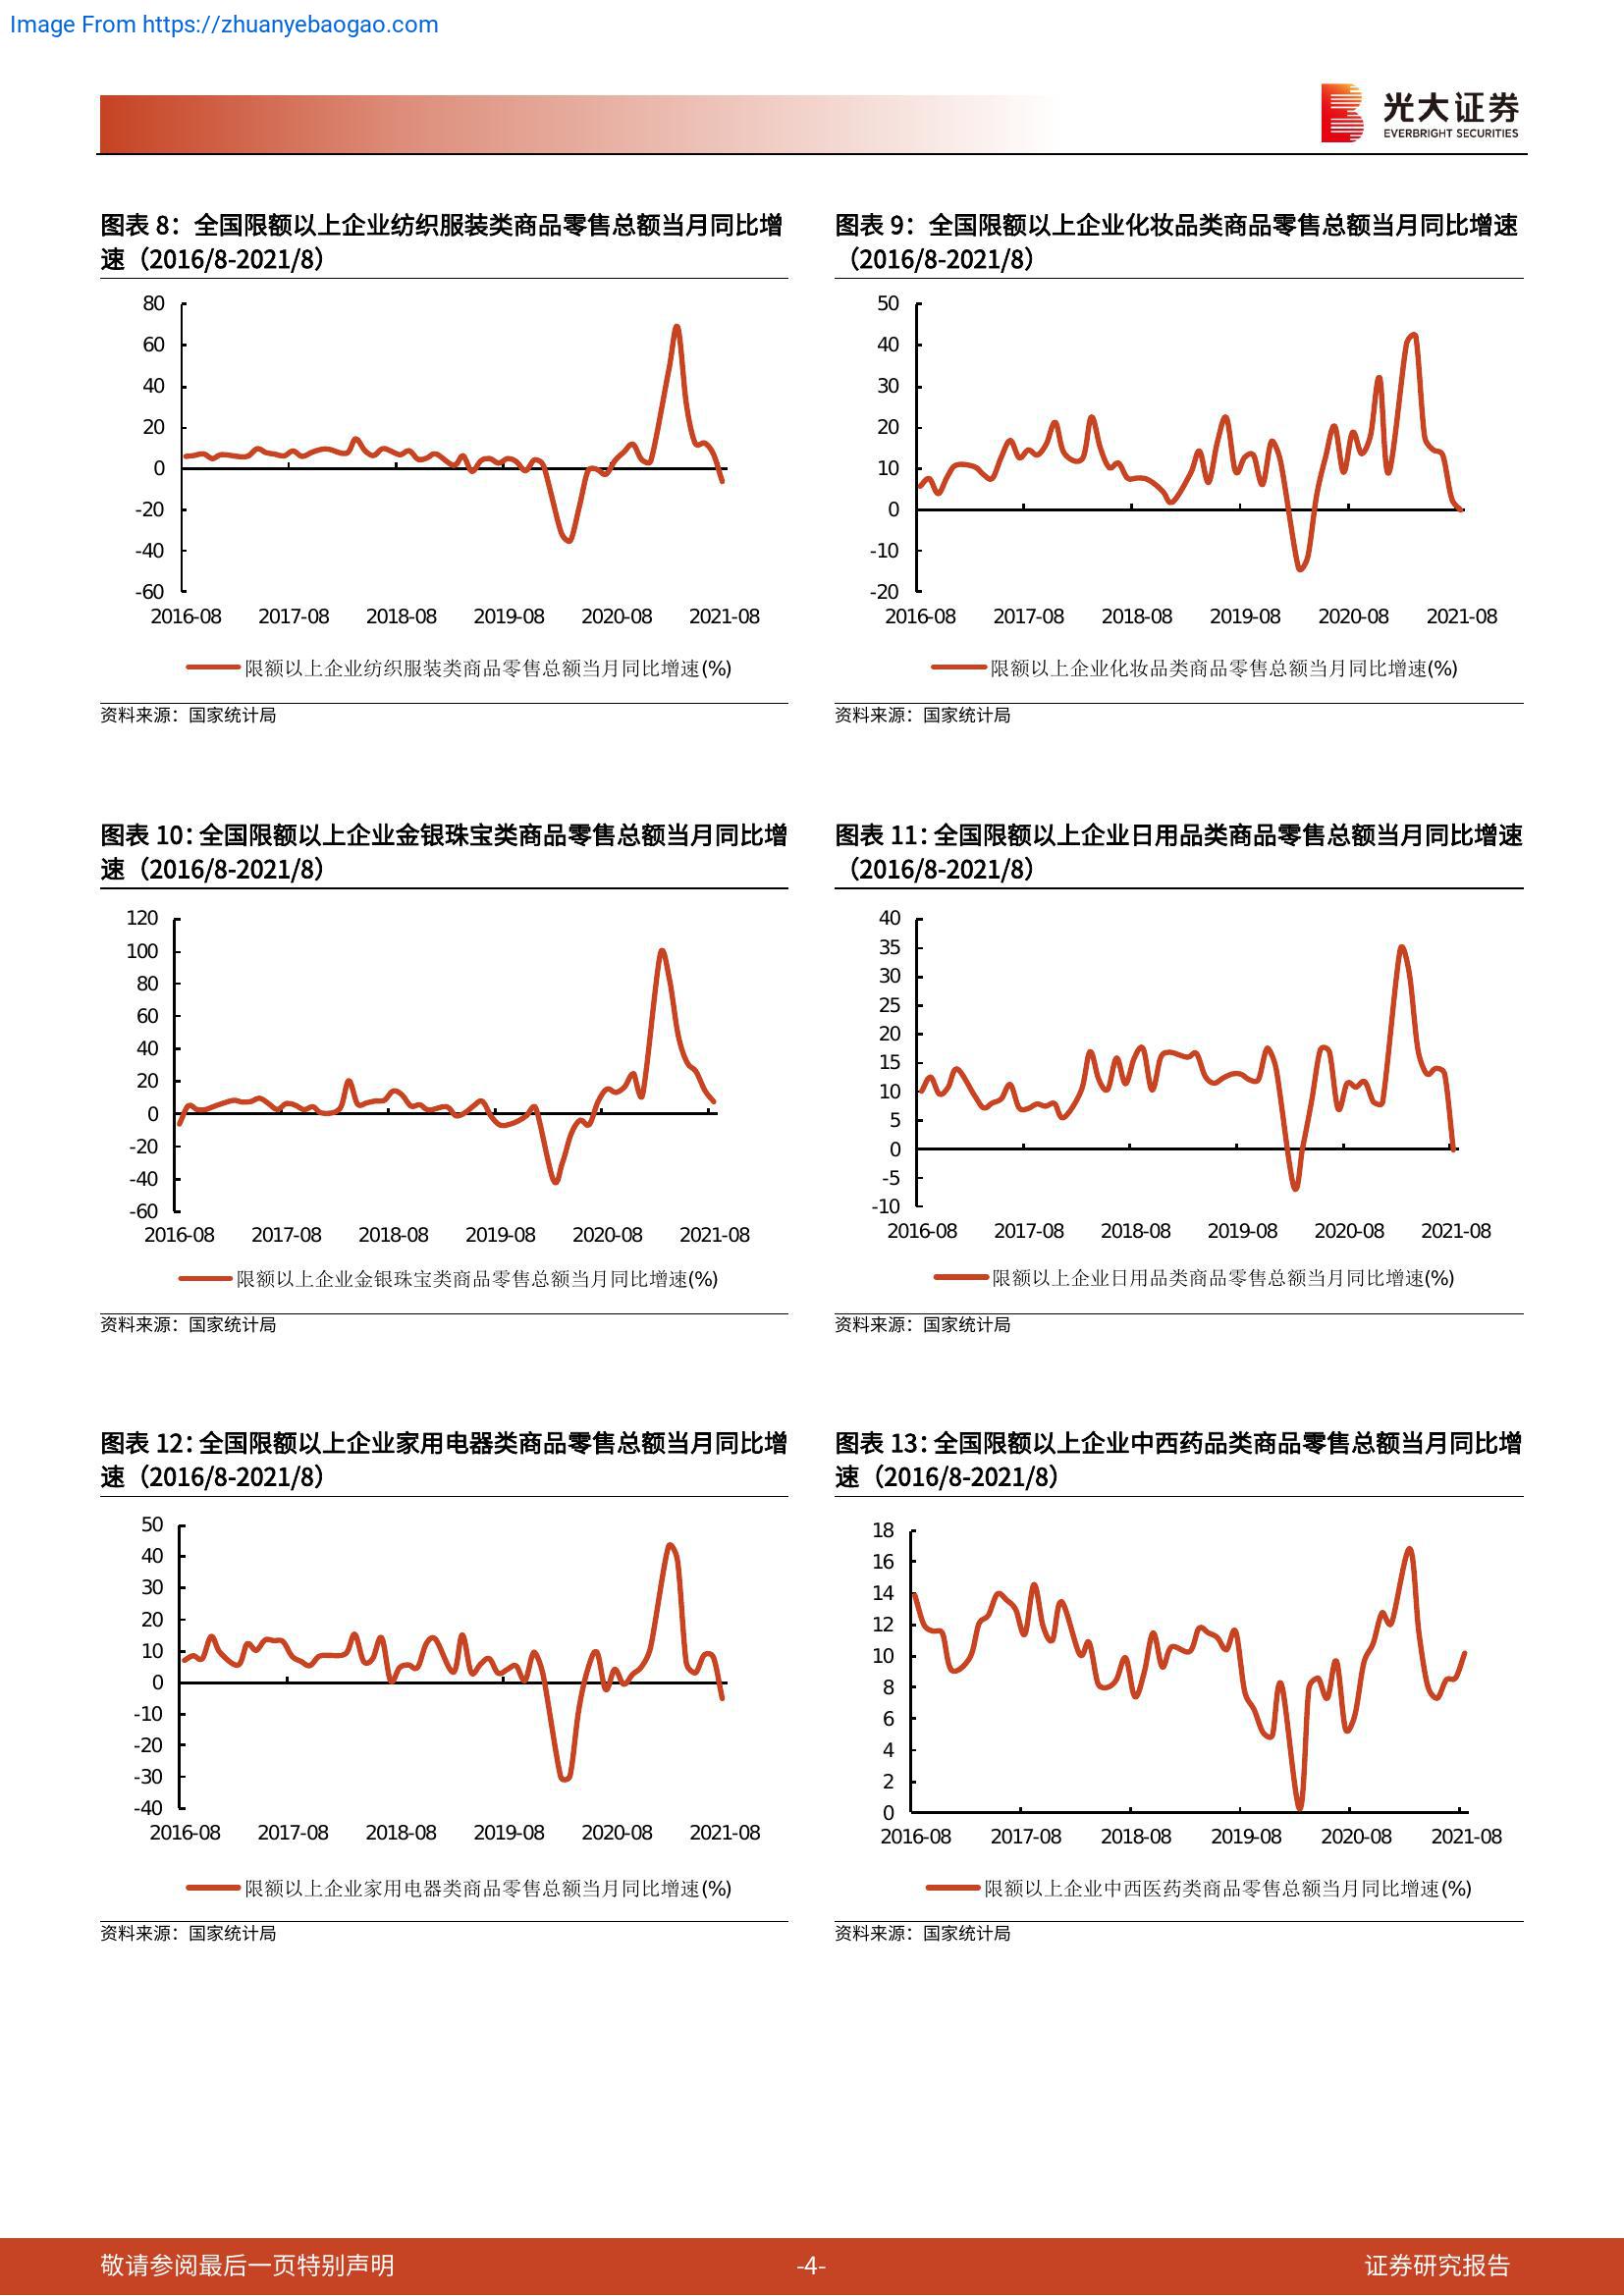 Image From https://zhuanyebaogao.com
光大证券
EVERBRIGHT SECURITIES
图表 8：全国限额以上企业纺织服装类商品零售总额当月同比增
速（2016/8-2021/8）
80
60
40
20
0
-20
-40
-60
2016-08 2017-08 2018-08 2019-08 2020-08 2021-08
限额以上企业纺织服装类商品零售总额当月同比增速(%)
资料来源：国家统计局
图表 9：全国限额以上企业化妆品类商品零售总额当月同比增速
（2016/8-2021/8）
50
40
30
20
10
0
-10
-20
2016-08 2017-08 2018-08 2019-08 2020-08 2021-08
限额以上企业化妆品类商品零售总额当月同比增速(%)
资料来源：国家统计局
图表 10：全国限额以上企业金银珠宝类商品零售总额当月同比增
速（2016/8-2021/8）
120
100
80
60
40
20
0
-20
-40
-60
2016-08 2017-08 2018-08 2019-08 2020-08 2021-08
限额以上企业金银珠宝类商品零售总额当月同比增速(%)
资料来源：国家统计局
图表 11：全国限额以上企业日用品类商品零售总额当月同比增速
（2016/8-2021/8）
40
35
30
25
20
15
10
5
0
-5
-10
2016-08 2017-08 2018-08 2019-08 2020-08 2021-08
限额以上企业日用品类商品零售总额当月同比增速(%)
资料来源：国家统计局
图表 12：全国限额以上企业家用电器类商品零售总额当月同比增
速（2016/8-2021/8）
50
40
30
20
10
0
-10
-20
-30
-40
2016-08 2017-08 2018-08 2019-08 2020-08 2021-08
限额以上企业家用电器类商品零售总额当月同比增速(%)
资料来源：国家统计局
图表 13：全国限额以上企业中西药品类商品零售总额当月同比增
速（2016/8-2021/8）
18
16
14
12
10
8
6
4
2
0
2016-08 2017-08 2018-08 2019-08 2020-08 2021-08
限额以上企业中西医药类商品零售总额当月同比增速(%)
资料来源：国家统计局
敬请参阅最后一页特别声明 -4- 证券研究报告